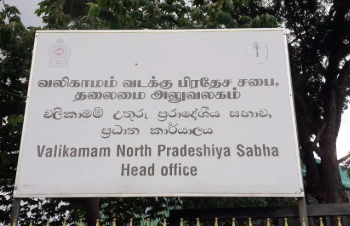 வலிகாமம் வடக்கு பிரதேச சபை,
தலைமை அலுவலகம்
වලිකාමම් උතුරු ප්‍රාදේශීය සභාව,
ප්‍රධාන කාර්යාලය
Valikamam North Pradeshiya Sabha
Head office